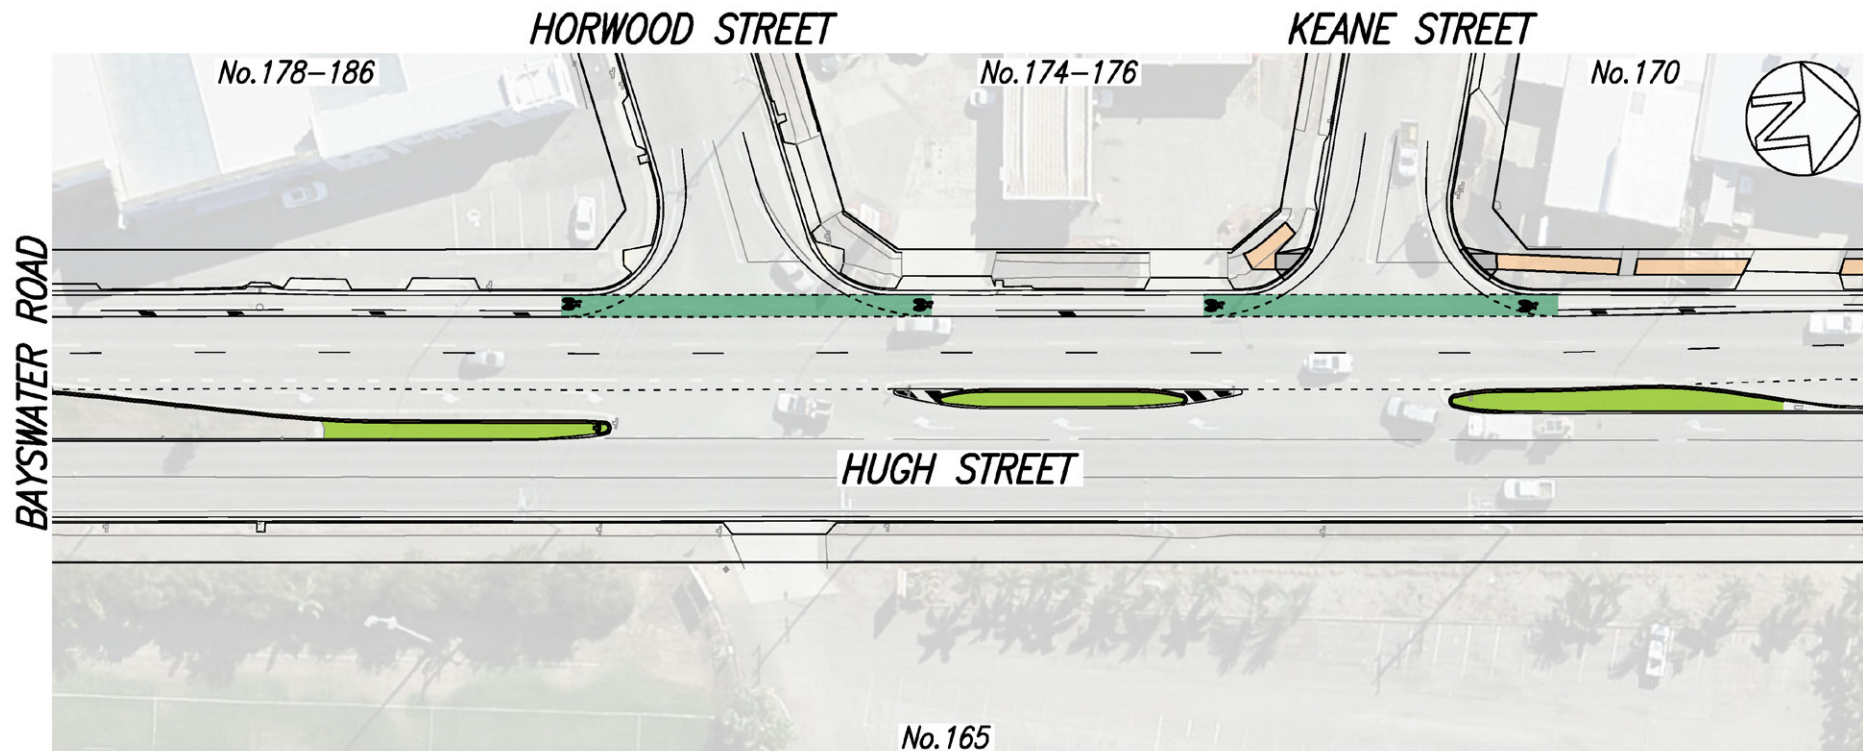 HORWOOD STREET
KEANE STREET
No.178-186
No.174-176
No.170
N
BAYSWATER ROAD
HUGH STREET
No.165